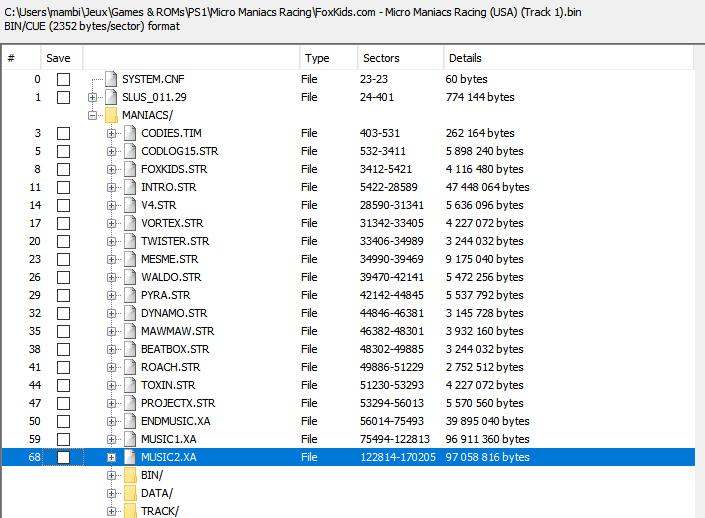 C:\Users\mambi\Jeux\Games & ROMs\PS1\Micro Maniacs Racing\FoxKids.com - Micro Maniacs Racing (USA) (Track 1).bin
BIN/CUE (2352 bytes/sector) format
# Save Type Sectors Details
0 SYSTEM.CNF File 23-23 60 bytes
1 SLUS_011.29 File 24-401 774 144 bytes
MANIACS/
3 CODIES.TIM File 403-531 262 164 bytes
5 CODLOG15.STR File 532-3411 5 898 240 bytes
8 FOXKIDS.STR File 3412-5421 4 116 480 bytes
11 INTRO.STR File 5422-28589 47 448 064 bytes
14 V4.STR File 28590-31341 5 636 096 bytes
17 VORTEX.STR File 31342-33405 4 227 072 bytes
20 TWISTER.STR File 33406-34989 3 244 032 bytes
23 MESME.STR File 34990-39469 9 175 040 bytes
26 WALDO.STR File 39470-42141 5 472 256 bytes
29 PYRA.STR File 42142-44845 5 537 792 bytes
32 DYNAMO.STR File 44846-46381 3 145 728 bytes
35 MAWMAW.STR File 46382-48301 3 932 160 bytes
38 BEATBOX.STR File 48302-49885 3 244 032 bytes
41 ROACH.STR File 49886-51229 2 752 512 bytes
44 TOXIN.STR File 51230-53293 4 227 072 bytes
47 PROJECTX.STR File 53294-56013 5 570 560 bytes
50 ENDMUSIC.XA File 56014-75493 39 895 040 bytes
59 MUSIC1.XA File 75494-122813 96 911 360 bytes
68 MUSIC2.XA File 122814-170205 97 058 816 bytes
BIN/
DATA/
TRACK/